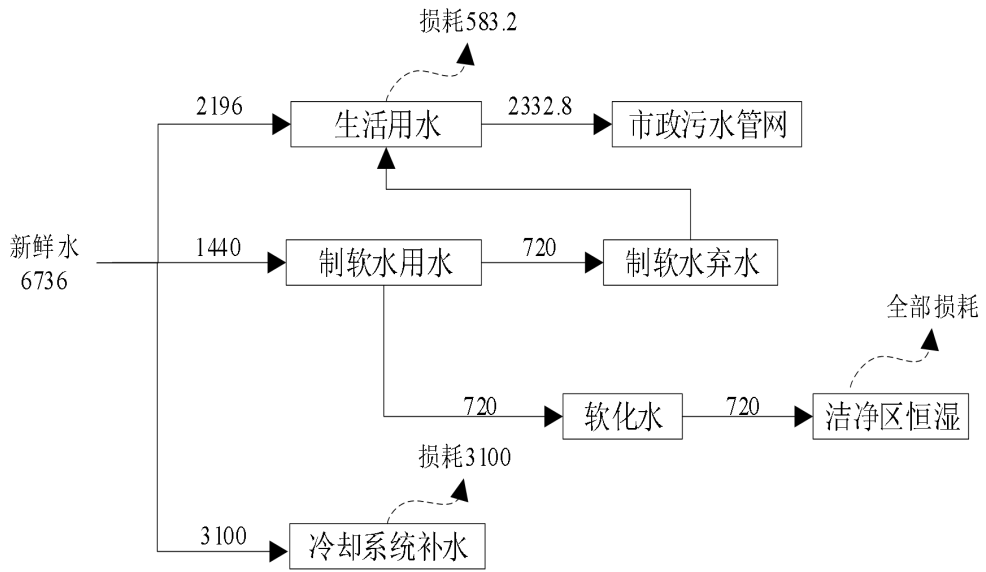 损耗583.2
2196
生活用水
2332.8
市政污水管网
新鲜水
6736
1440
制软水用水
720
制软水弃水
全部损耗
720
软化水
720
洁净区恒湿
损耗3100
3100
冷却系统补水